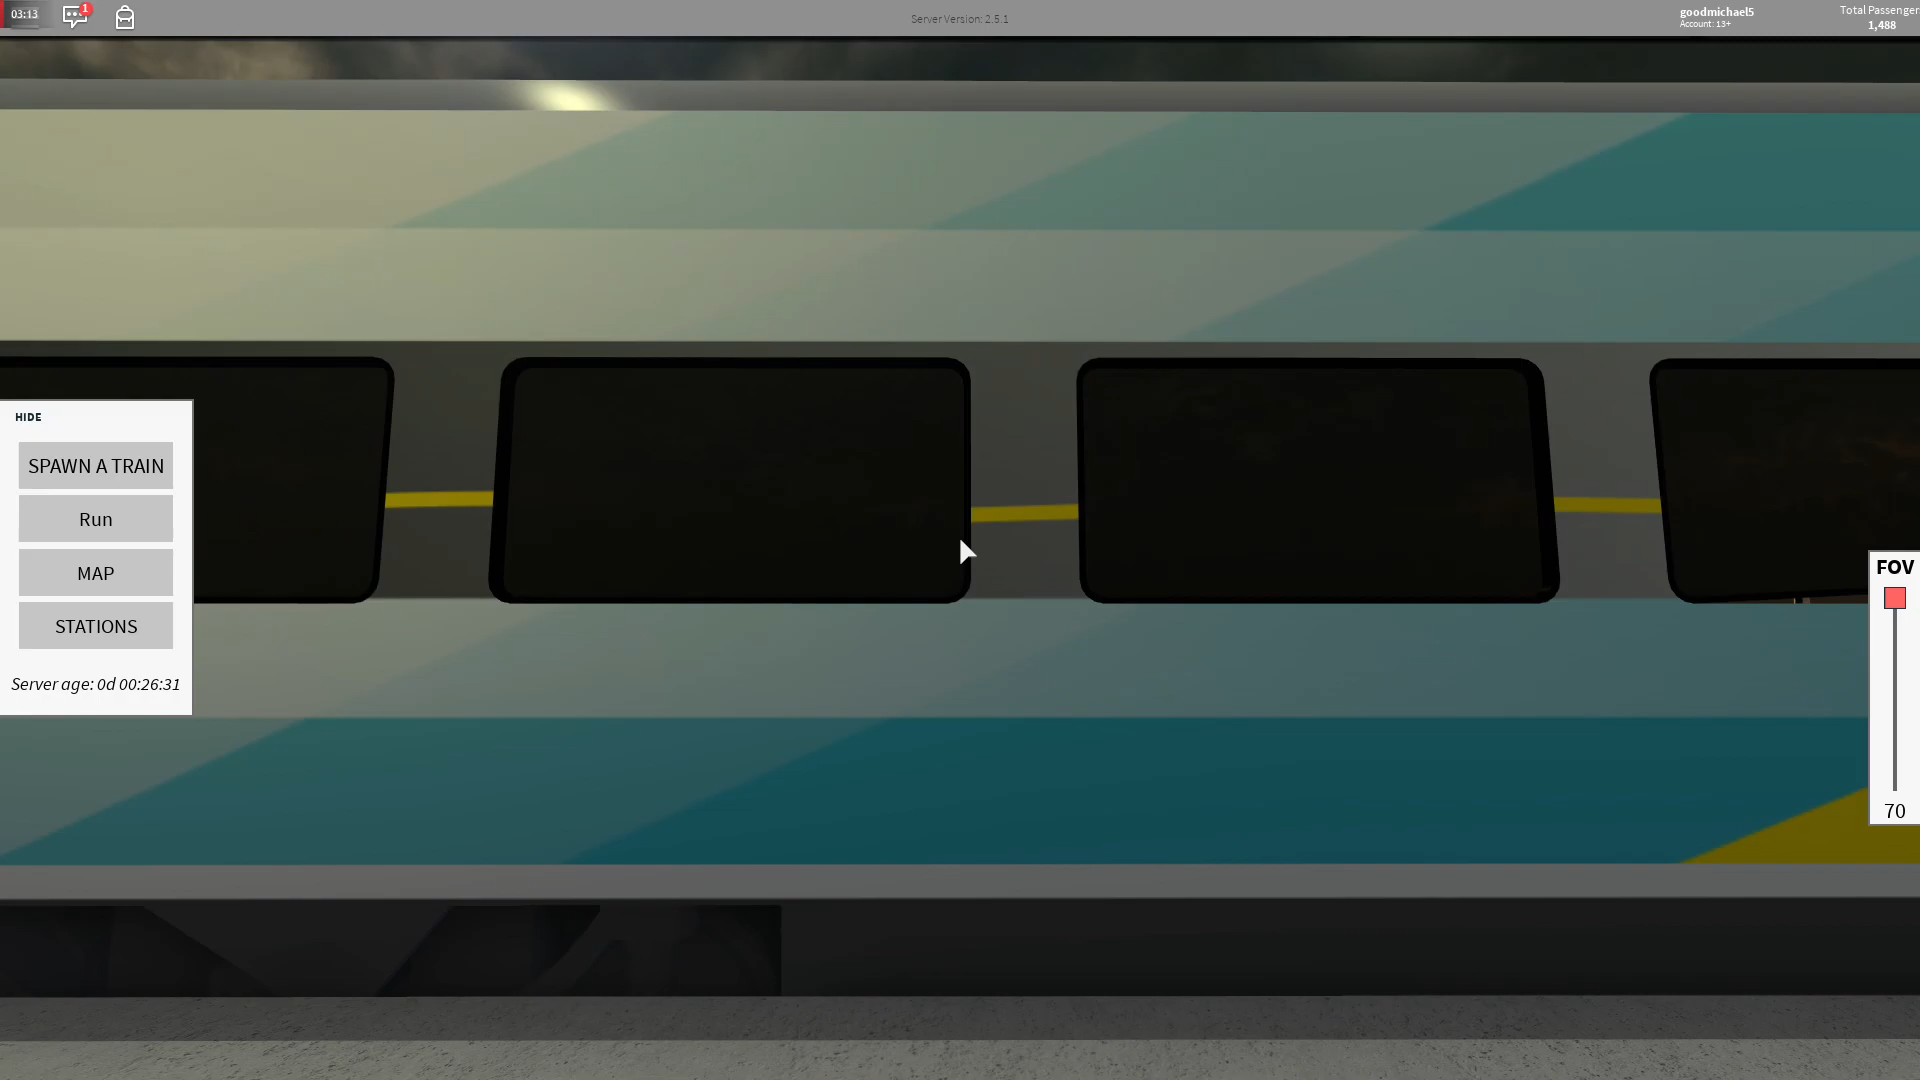 03:13
1
Server Version: 2.5.1
goodmichael5
Account: 13+
Total Passenger
1,488
HIDE
SPAWN A TRAIN
Run
MAP
STATIONS
Server age: 0d 00:26:31
FOV
70